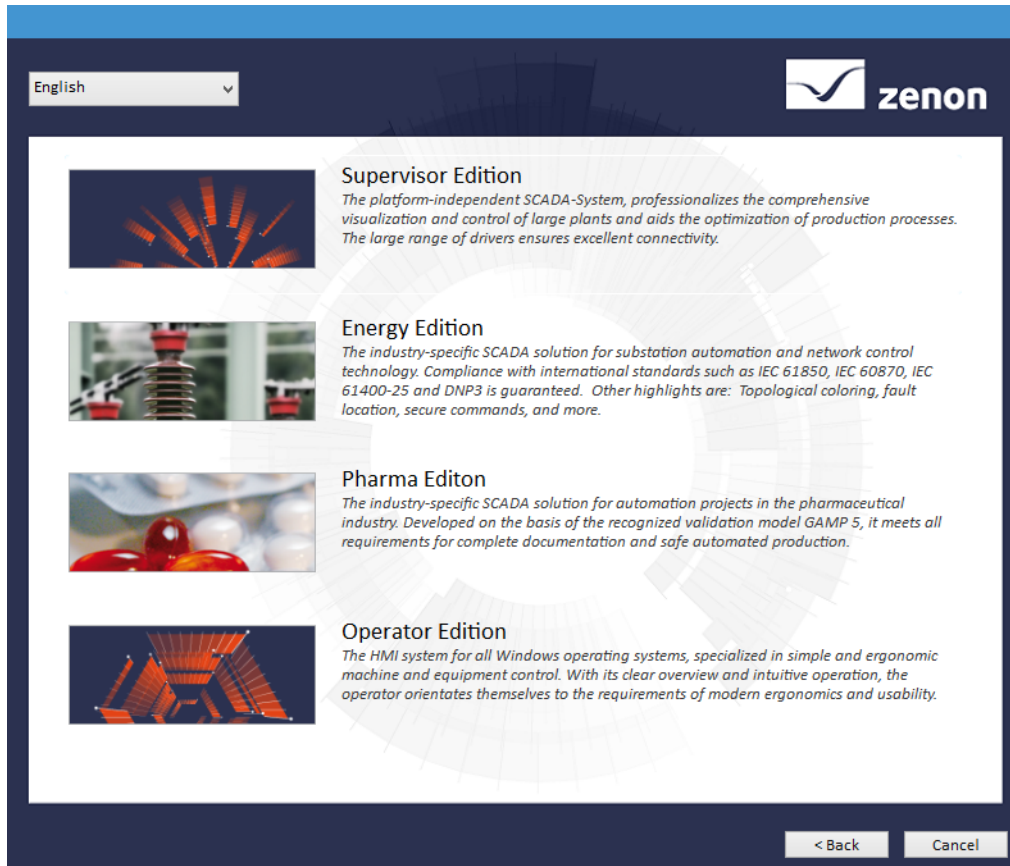 English
zenon
Supervisor Edition
The platform-independent SCADA-System, professionalizes the comprehensive
visualization and control of large plants and aids the optimization of production processes.
The large range of drivers ensures excellent connectivity.
Energy Edition
The industry-specific SCADA solution for substation automation and network control
technology. Compliance with international standards such as IEC 61850, IEC 60870, IEC
61400-25 and DNP3 is guaranteed.  Other highlights are:  Topological coloring, fault
location, secure commands, and more.
Pharma Editon
The industry-specific SCADA solution for automation projects in the pharmaceutical
industry. Developed on the basis of the recognized validation model GAMP 5, it meets all
requirements for complete documentation and safe automated production.
Operator Edition
The HMI system for all Windows operating systems, specialized in simple and ergonomic
machine and equipment control. With its clear overview and intuitive operation, the
operator orientates themselves to the requirements of modern ergonomics and usability.
< Back
Cancel